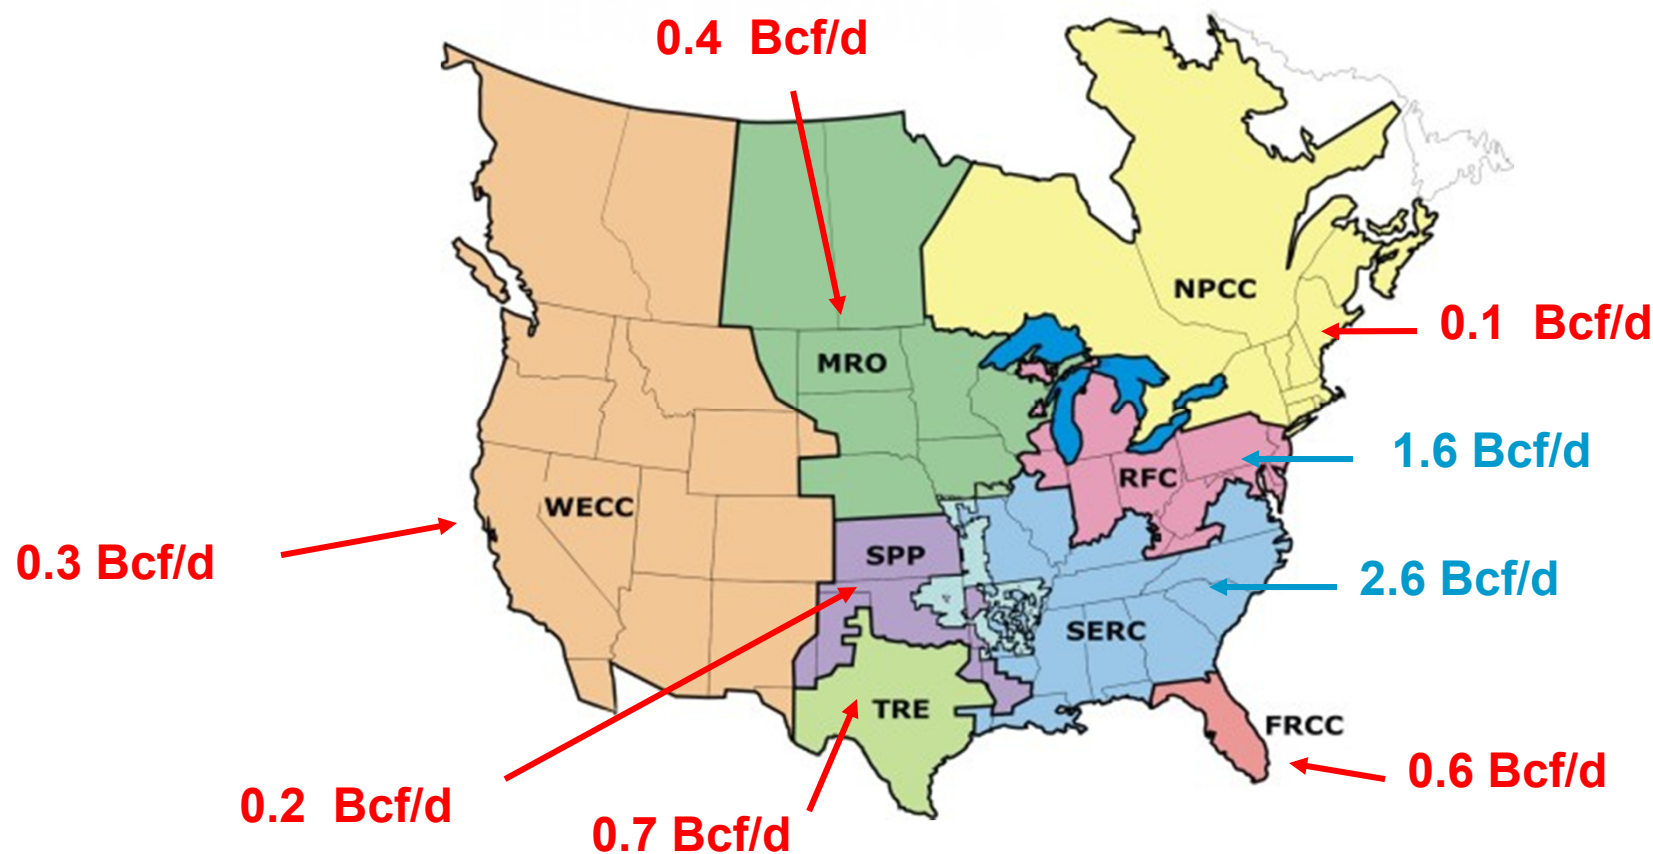 0.4 Bcf/d
NPCC
0.1 Bcf/d
MRO
1.6 Bcf/d
RFC
WECC
0.3 Bcf/d
SPP
2.6 Bcf/d
SERC
TRE
FRCC
0.6 Bcf/d
0.2 Bcf/d
0.7 Bcf/d